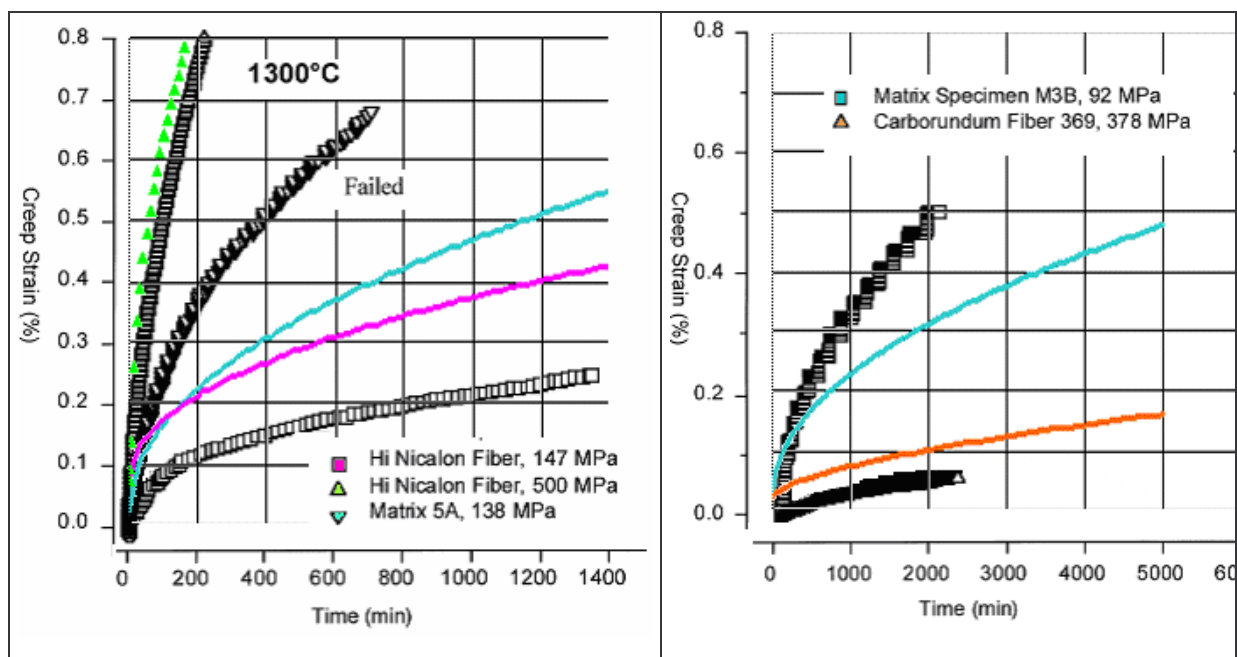 0.8
0.7
0.6
0.5
0.4
0.3
0.2
0.1
0.0
Creep Strain (%)
1300°C
Failed
Hi Nicalon Fiber, 147 MPa
Hi Nicalon Fiber, 500 MPa
Matrix 5A, 138 MPa
0 200 400 600 800 1000 1200 1400
Time (min)
0.8
0.6
0.4
0.2
0.0
Creep Strain (%)
Matrix Specimen M3B, 92 MPa
Carborundum Fiber 369, 378 MPa
0 1000 2000 3000 4000 5000 60
Time (min)